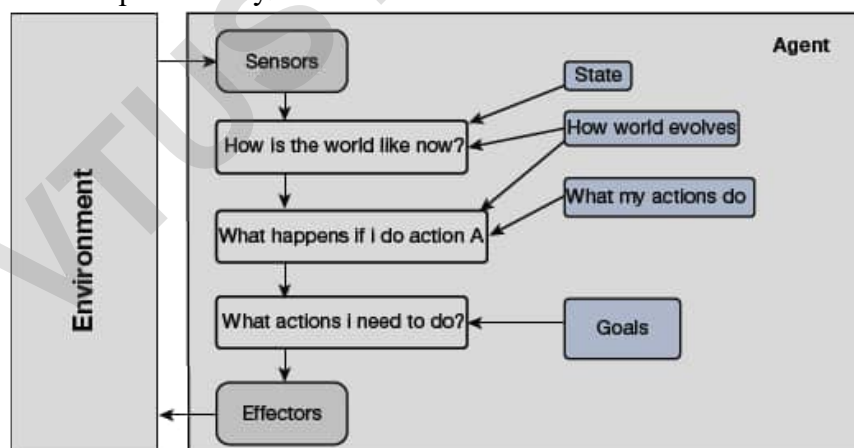 Agent
Sensors
State
How is the world like now?
How world evolves
What my actions do
What happens if i do action A
Environment
What actions i need to do?
Goals
Effectors
VTUS